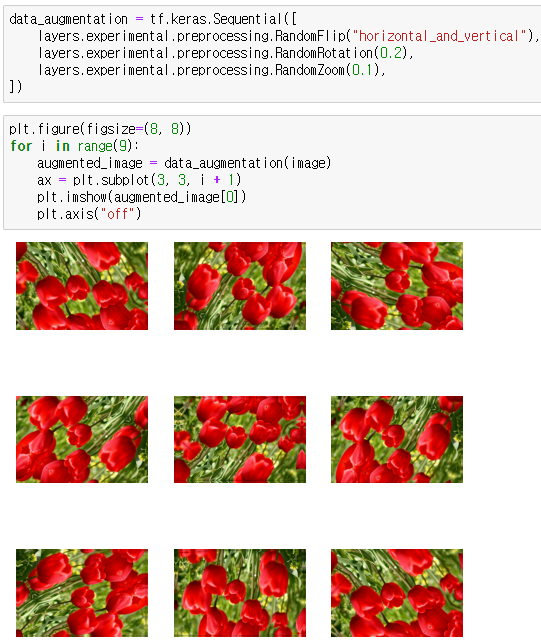 data_augmentation = tf.keras.Sequential([
    layers.experimental.preprocessing.RandomFlip("horizontal_and_vertical"),
    layers.experimental.preprocessing.RandomRotation(0.2),
    layers.experimental.preprocessing.RandomZoom(0.1),
])
plt.figure(figsize=(8, 8))
for i in range(9):
    augmented_image = data_augmentation(image)
    ax = plt.subplot(3, 3, i + 1)
    plt.imshow(augmented_image[0])
    plt.axis("off")